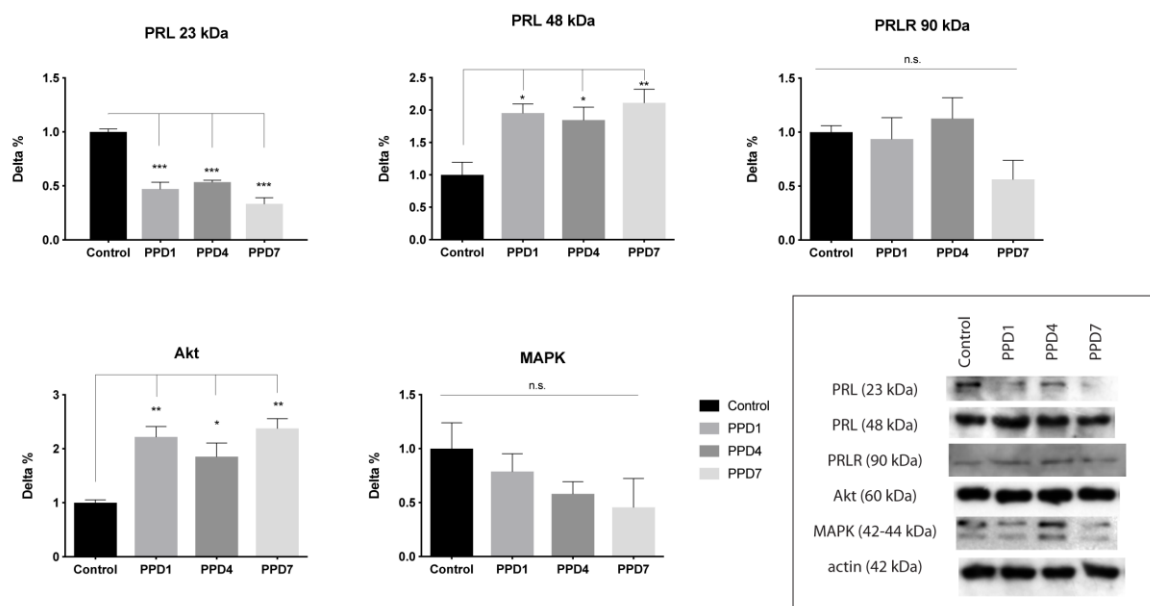 PRL 23 kDa
Delta %
1.5
1.0
0.5
0.0
***
***
***
Control PPD1 PPD4 PPD7
PRL 48 kDa
Delta %
2.5
2.0
1.5
1.0
0.5
0.0
*
*
**
Control PPD1 PPD4 PPD7
PRLR 90 kDa
n.s.
Delta %
1.5
1.0
0.5
0.0
Control PPD1 PPD4 PPD7
Akt
Delta %
3
2
1
0
**
*
**
Control PPD1 PPD4 PPD7
MAPK
n.s.
Delta %
1.5
1.0
0.5
0.0
Control PPD1 PPD4 PPD7
Control
PPD1
PPD4
PPD7
Control PPD1 PPD4 PPD7
PRL (23 kDa)
PRL (48 kDa)
PRLR (90 kDa)
Akt (60 kDa)
MAPK (42-44 kDa)
actin (42 kDa)